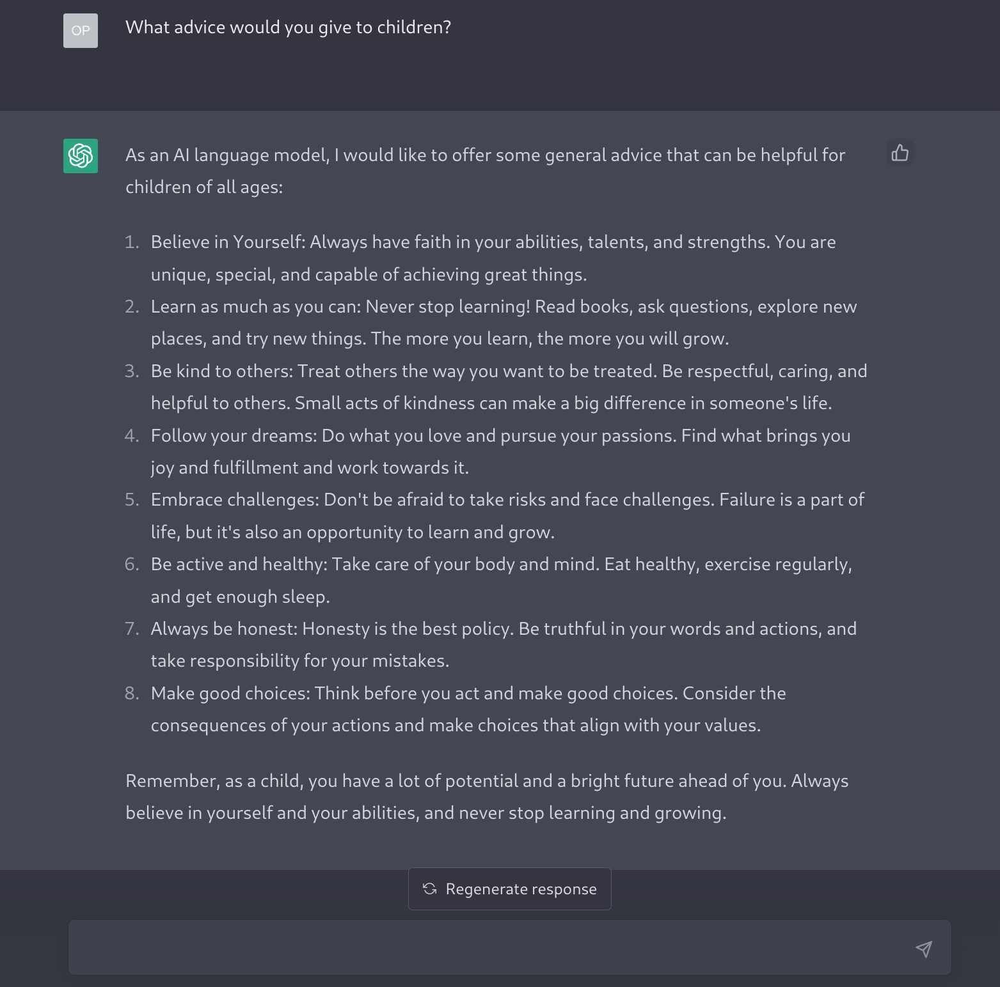 OP
What advice would you give to children?
As an AI language model, I would like to offer some general advice that can be helpful for
children of all ages:
1. Believe in Yourself: Always have faith in your abilities, talents, and strengths. You are
unique, special, and capable of achieving great things.
2. Learn as much as you can: Never stop learning! Read books, ask questions, explore new
places, and try new things. The more you learn, the more you will grow.
3. Be kind to others: Treat others the way you want to be treated. Be respectful, caring, and
helpful to others. Small acts of kindness can make a big difference in someone's life.
4. Follow your dreams: Do what you love and pursue your passions. Find what brings you
joy and fulfillment and work towards it.
5. Embrace challenges: Don't be afraid to take risks and face challenges. Failure is a part of
life, but it's also an opportunity to learn and grow.
6. Be active and healthy: Take care of your body and mind. Eat healthy, exercise regularly,
and get enough sleep.
7. Always be honest: Honesty is the best policy. Be truthful in your words and actions, and
take responsibility for your mistakes.
8. Make good choices: Think before you act and make good choices. Consider the
consequences of your actions and make choices that align with your values.
Remember, as a child, you have a lot of potential and a bright future ahead of you. Always
believe in yourself and your abilities, and never stop learning and growing.
Regenerate response